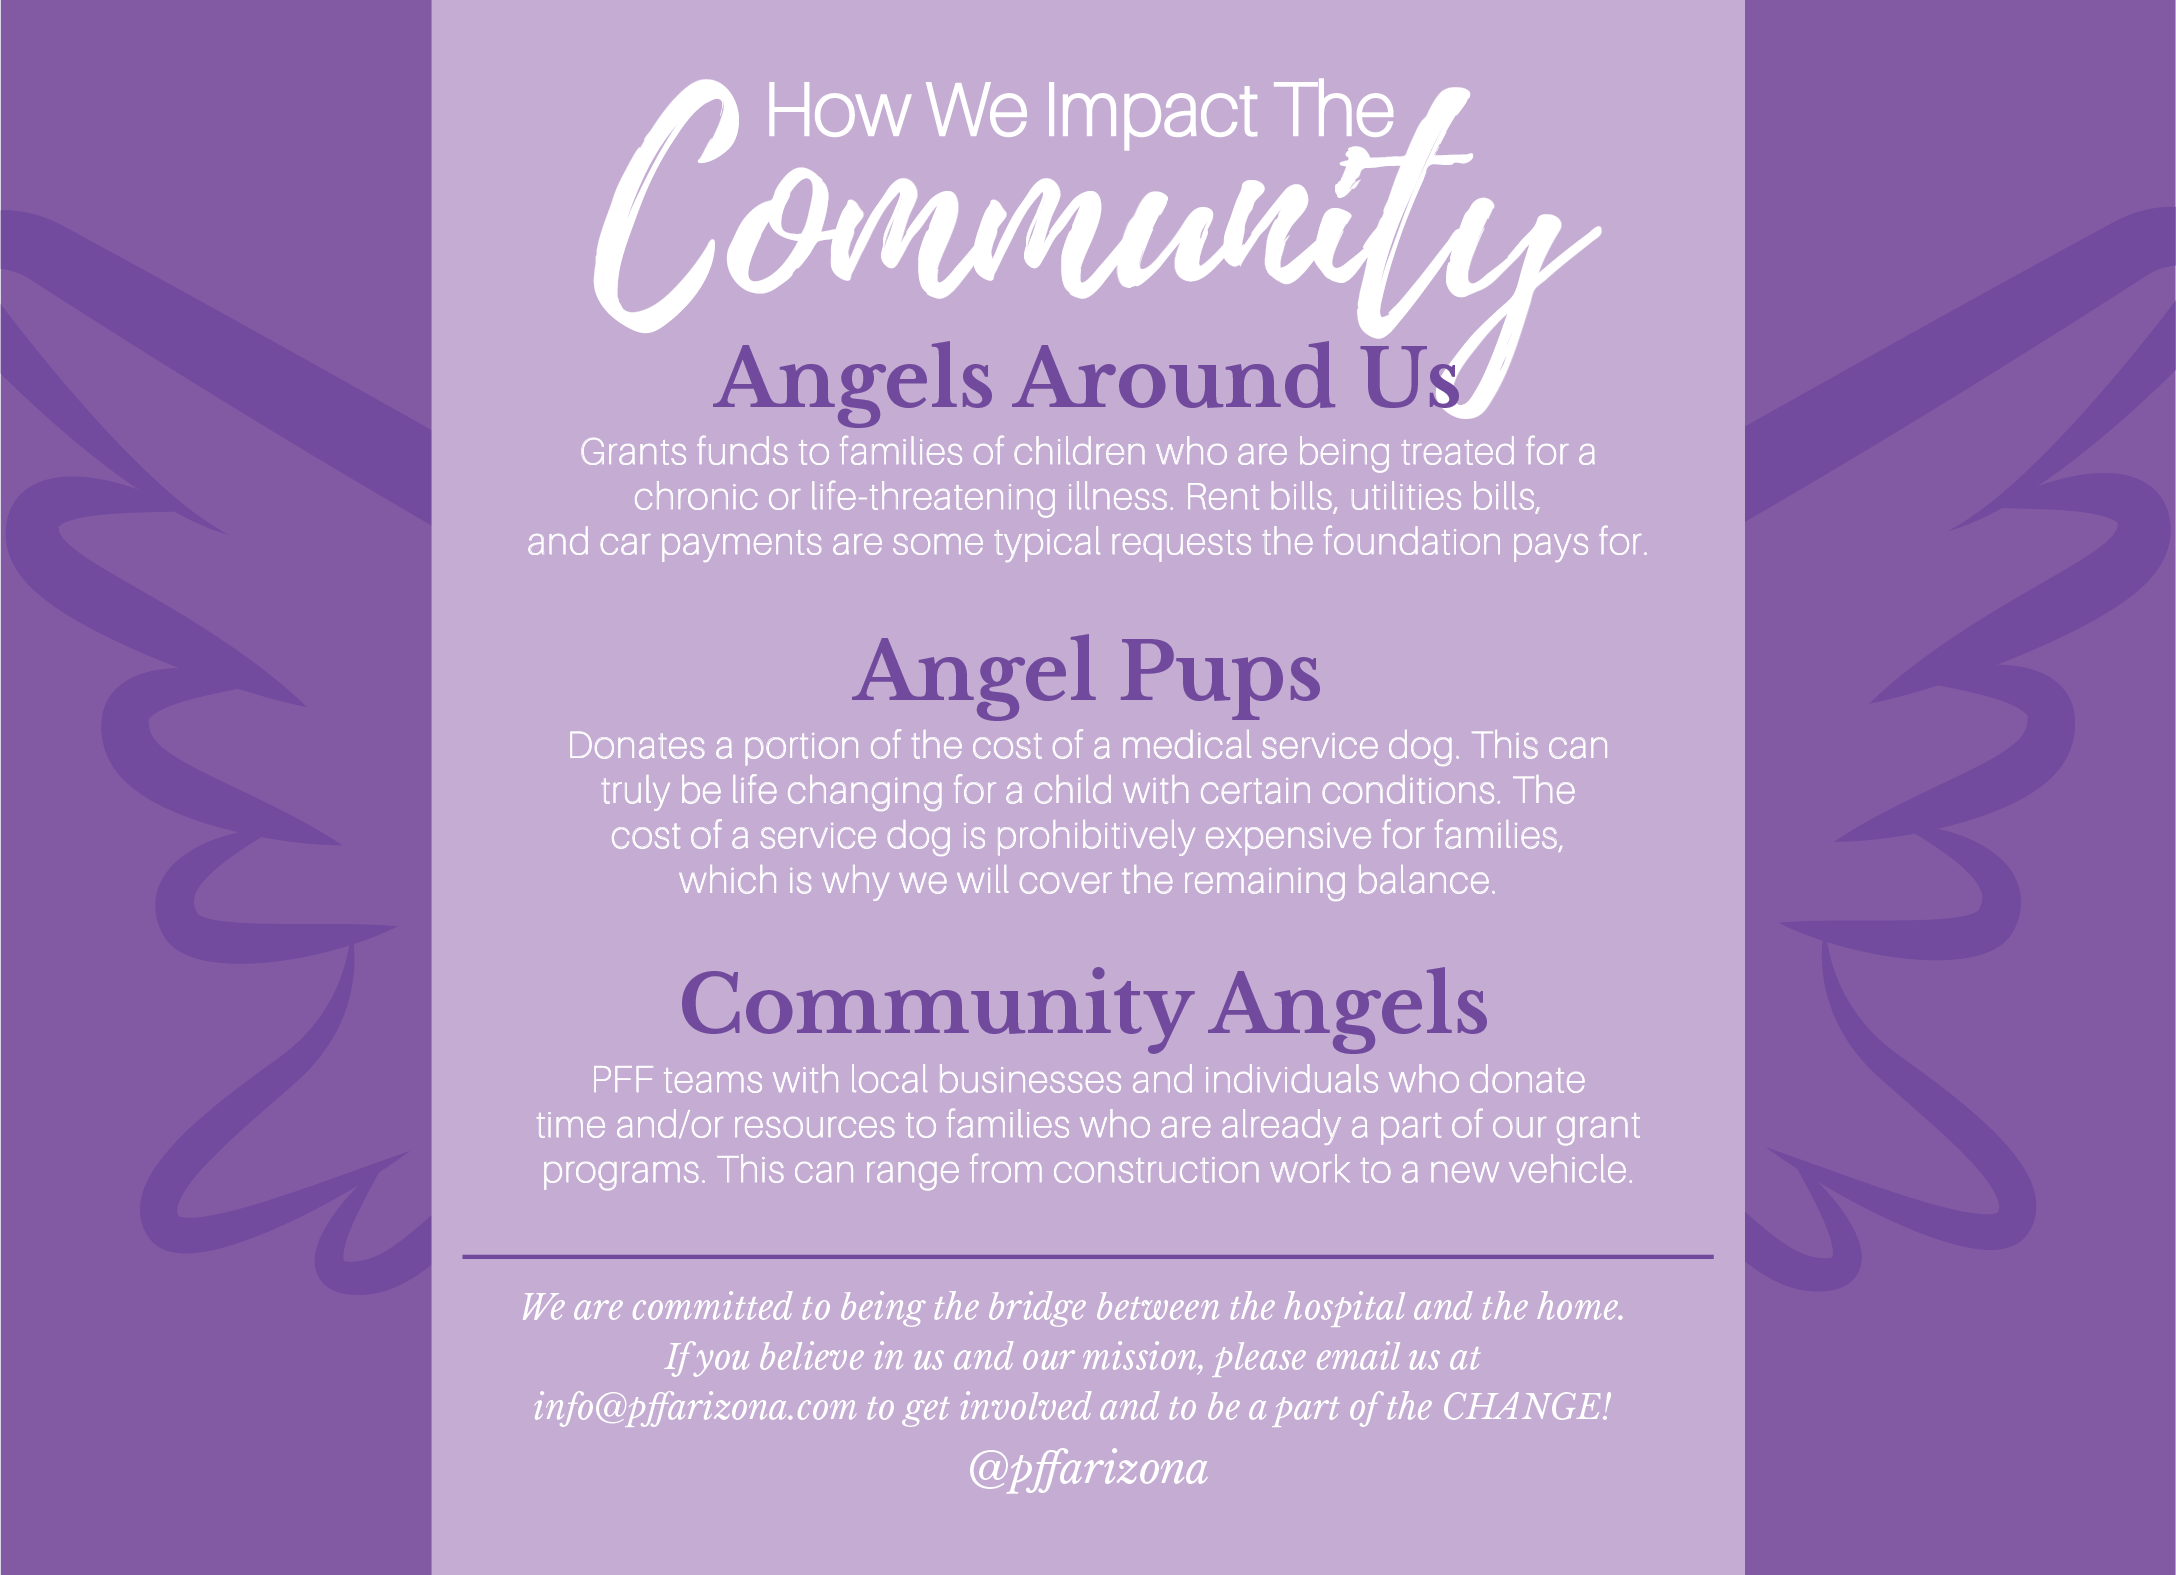 How We Impact The
Community
Angels Around Us
Grants funds to families of children who are being treated for a
chronic or life-threatening illness. Rent bills, utilities bills,
and car payments are some typical requests the foundation pays for.
Angel Pups
Donates a portion of the cost of a medical service dog. This can
truly be life changing for a child with certain conditions. The
cost of a service dog is prohibitively expensive for families,
which is why we will cover the remaining balance.
Community Angels
PFF teams with local businesses and individuals who donate
time and/or resources to families who are already a part of our grant
programs. This can range from construction work to a new vehicle.
We are committed to being the bridge between the hospital and the home.
If you believe in us and our mission, please email us at
info@pffarizona.com to get involved and to be a part of the CHANGE!
@pffarizona